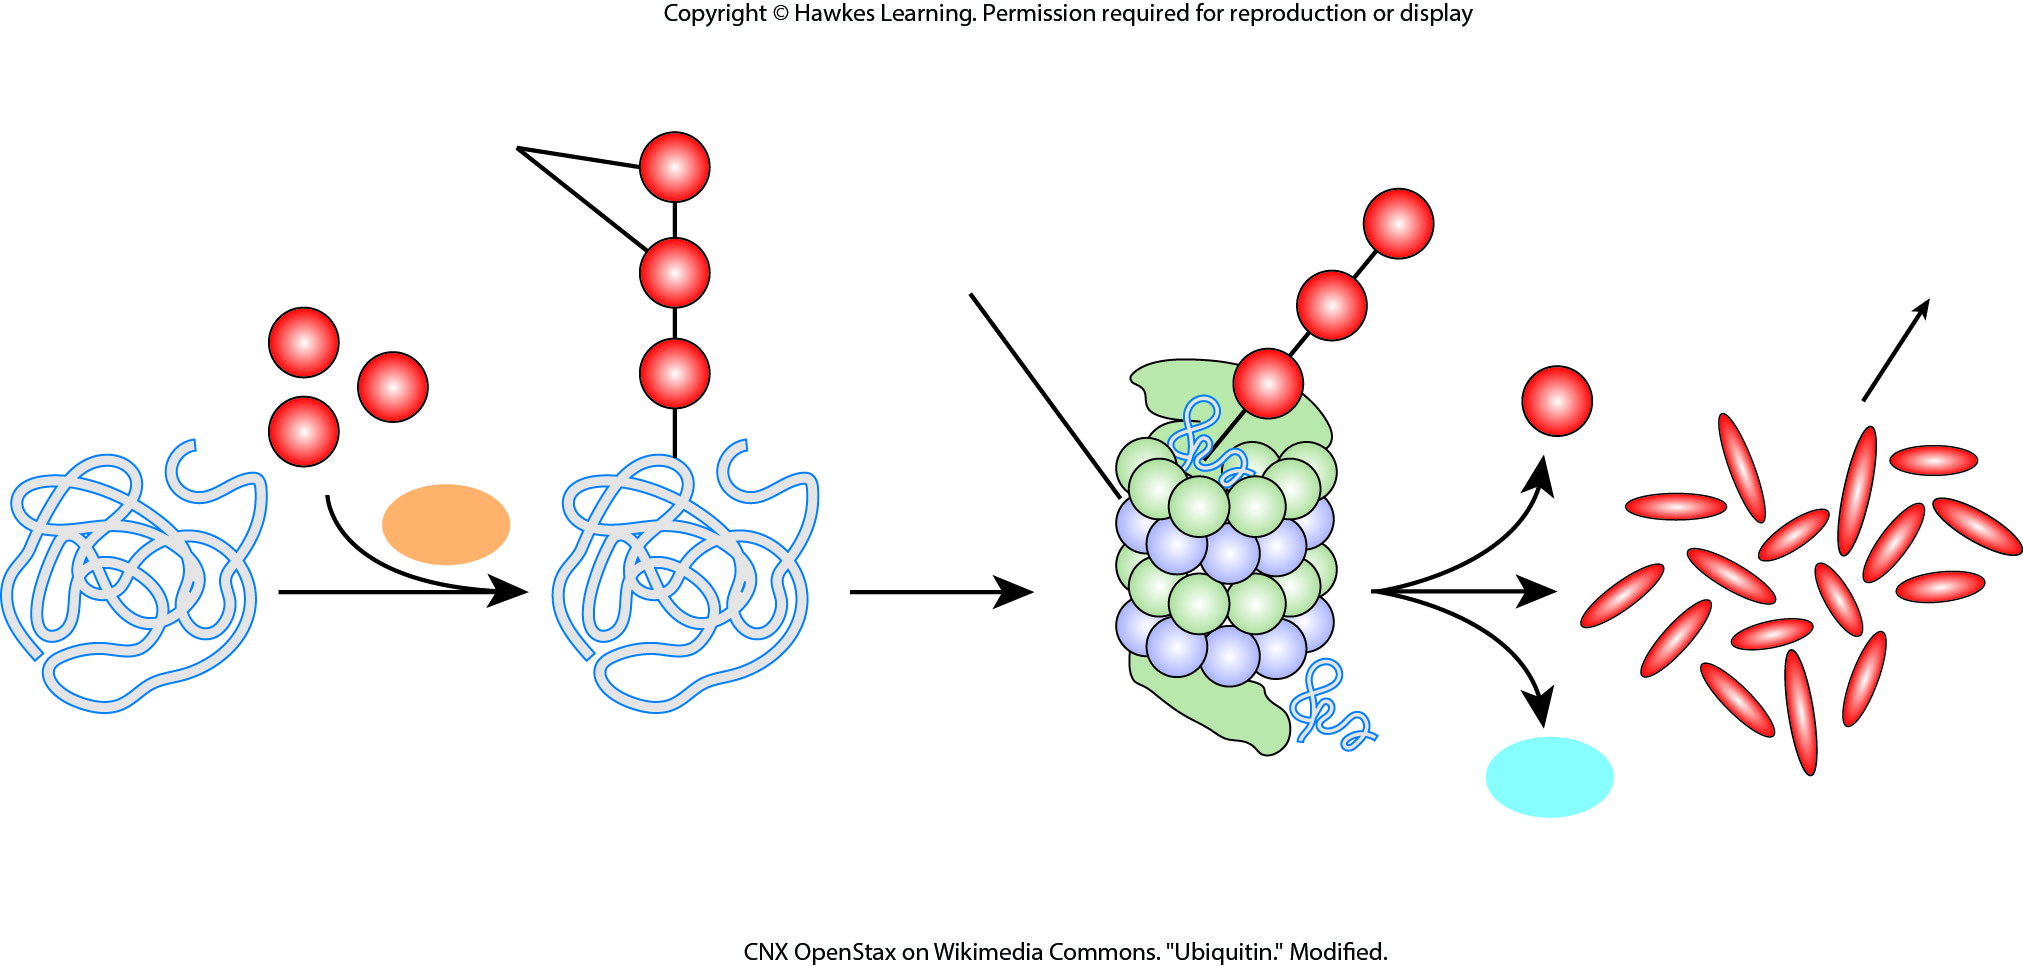 Copyright © Hawkes Learning. Permission required for reproduction or display
CNX OpenStax on Wikimedia Commons. "Ubiquitin." Modified.